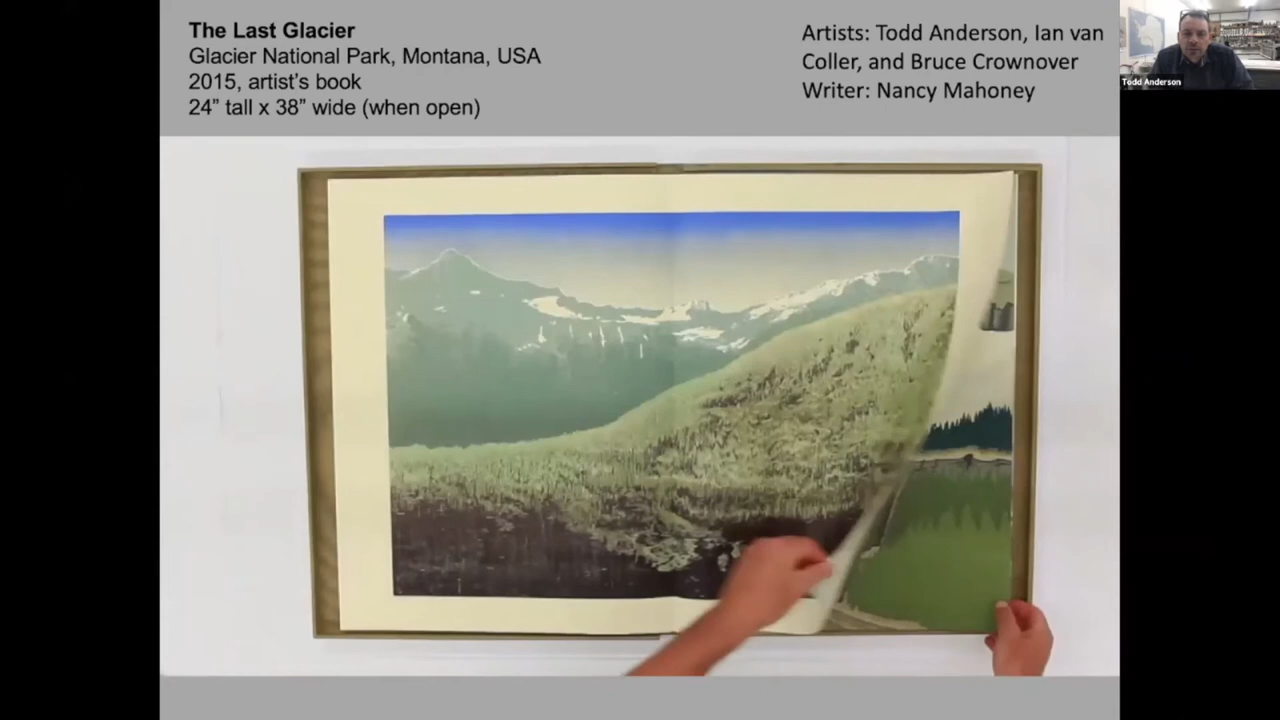 The Last Glacier
Glacier National Park, Montana, USA
2015, artist's book
24” tall x 38” wide (when open)
Artists: Todd Anderson, Ian van
Coller, and Bruce Crownover
Writer: Nancy Mahoney
Todd Anderson